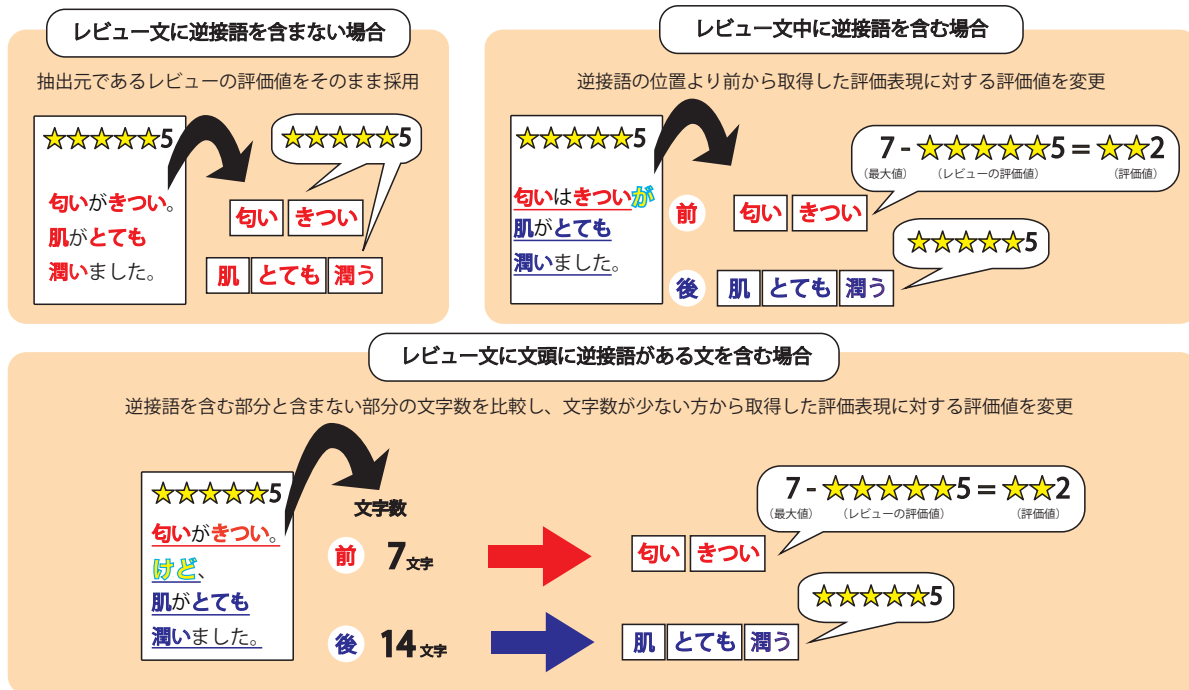 レビュー文に逆接語を含まない場合
抽出元であるレビューの評価値をそのまま採用
☆☆☆☆☆5
匂いがきつい。
肌がとても
潤いました。
☆☆☆☆☆5
匂い きつい
肌 とても 潤う
レビュー文中に逆接語を含む場合
逆接語の位置より前から取得した評価表現に対する評価値を変更
☆☆☆☆☆5
匂いはきついが
肌がとても
潤いました。
7 - ☆☆☆☆☆5 = ☆☆2
（最大値） （レビューの評価値） （評価値）
前 匂い きつい
☆☆☆☆☆5
後 肌 とても 潤う
レビュー文に文頭に逆接語がある文を含む場合
逆接語を含む部分と含まない部分の文字数を比較し、文字数が少ない方から取得した評価表現に対する評価値を変更
☆☆☆☆☆5
匂いがきつい。
けど、
肌がとても
潤いました。
文字数
前 7文字
後 14文字
7 - ☆☆☆☆☆5 = ☆☆2
（最大値） （レビューの評価値） （評価値）
匂い きつい
☆☆☆☆☆5
肌 とても 潤う